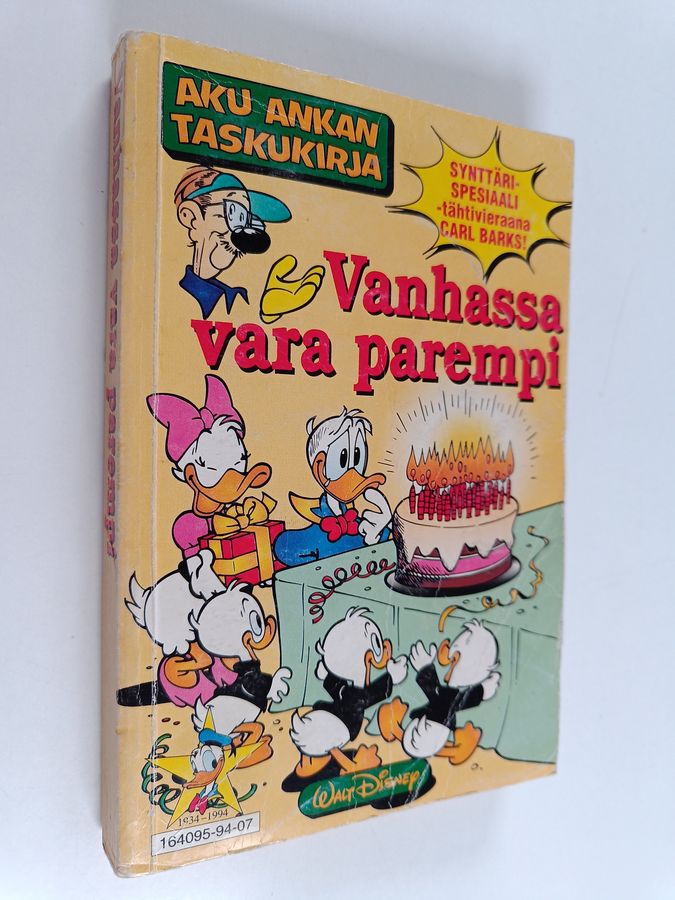 Vanhassa vara parempi
AKU ANKAN
TASKUKIRJA
SYNTTÄRI-
SPESIAALI
-tähtivieraana
CARL BARKS!
Vanhassa
vara parempi
1934-1994
164095-94-07
WALT DISNEY